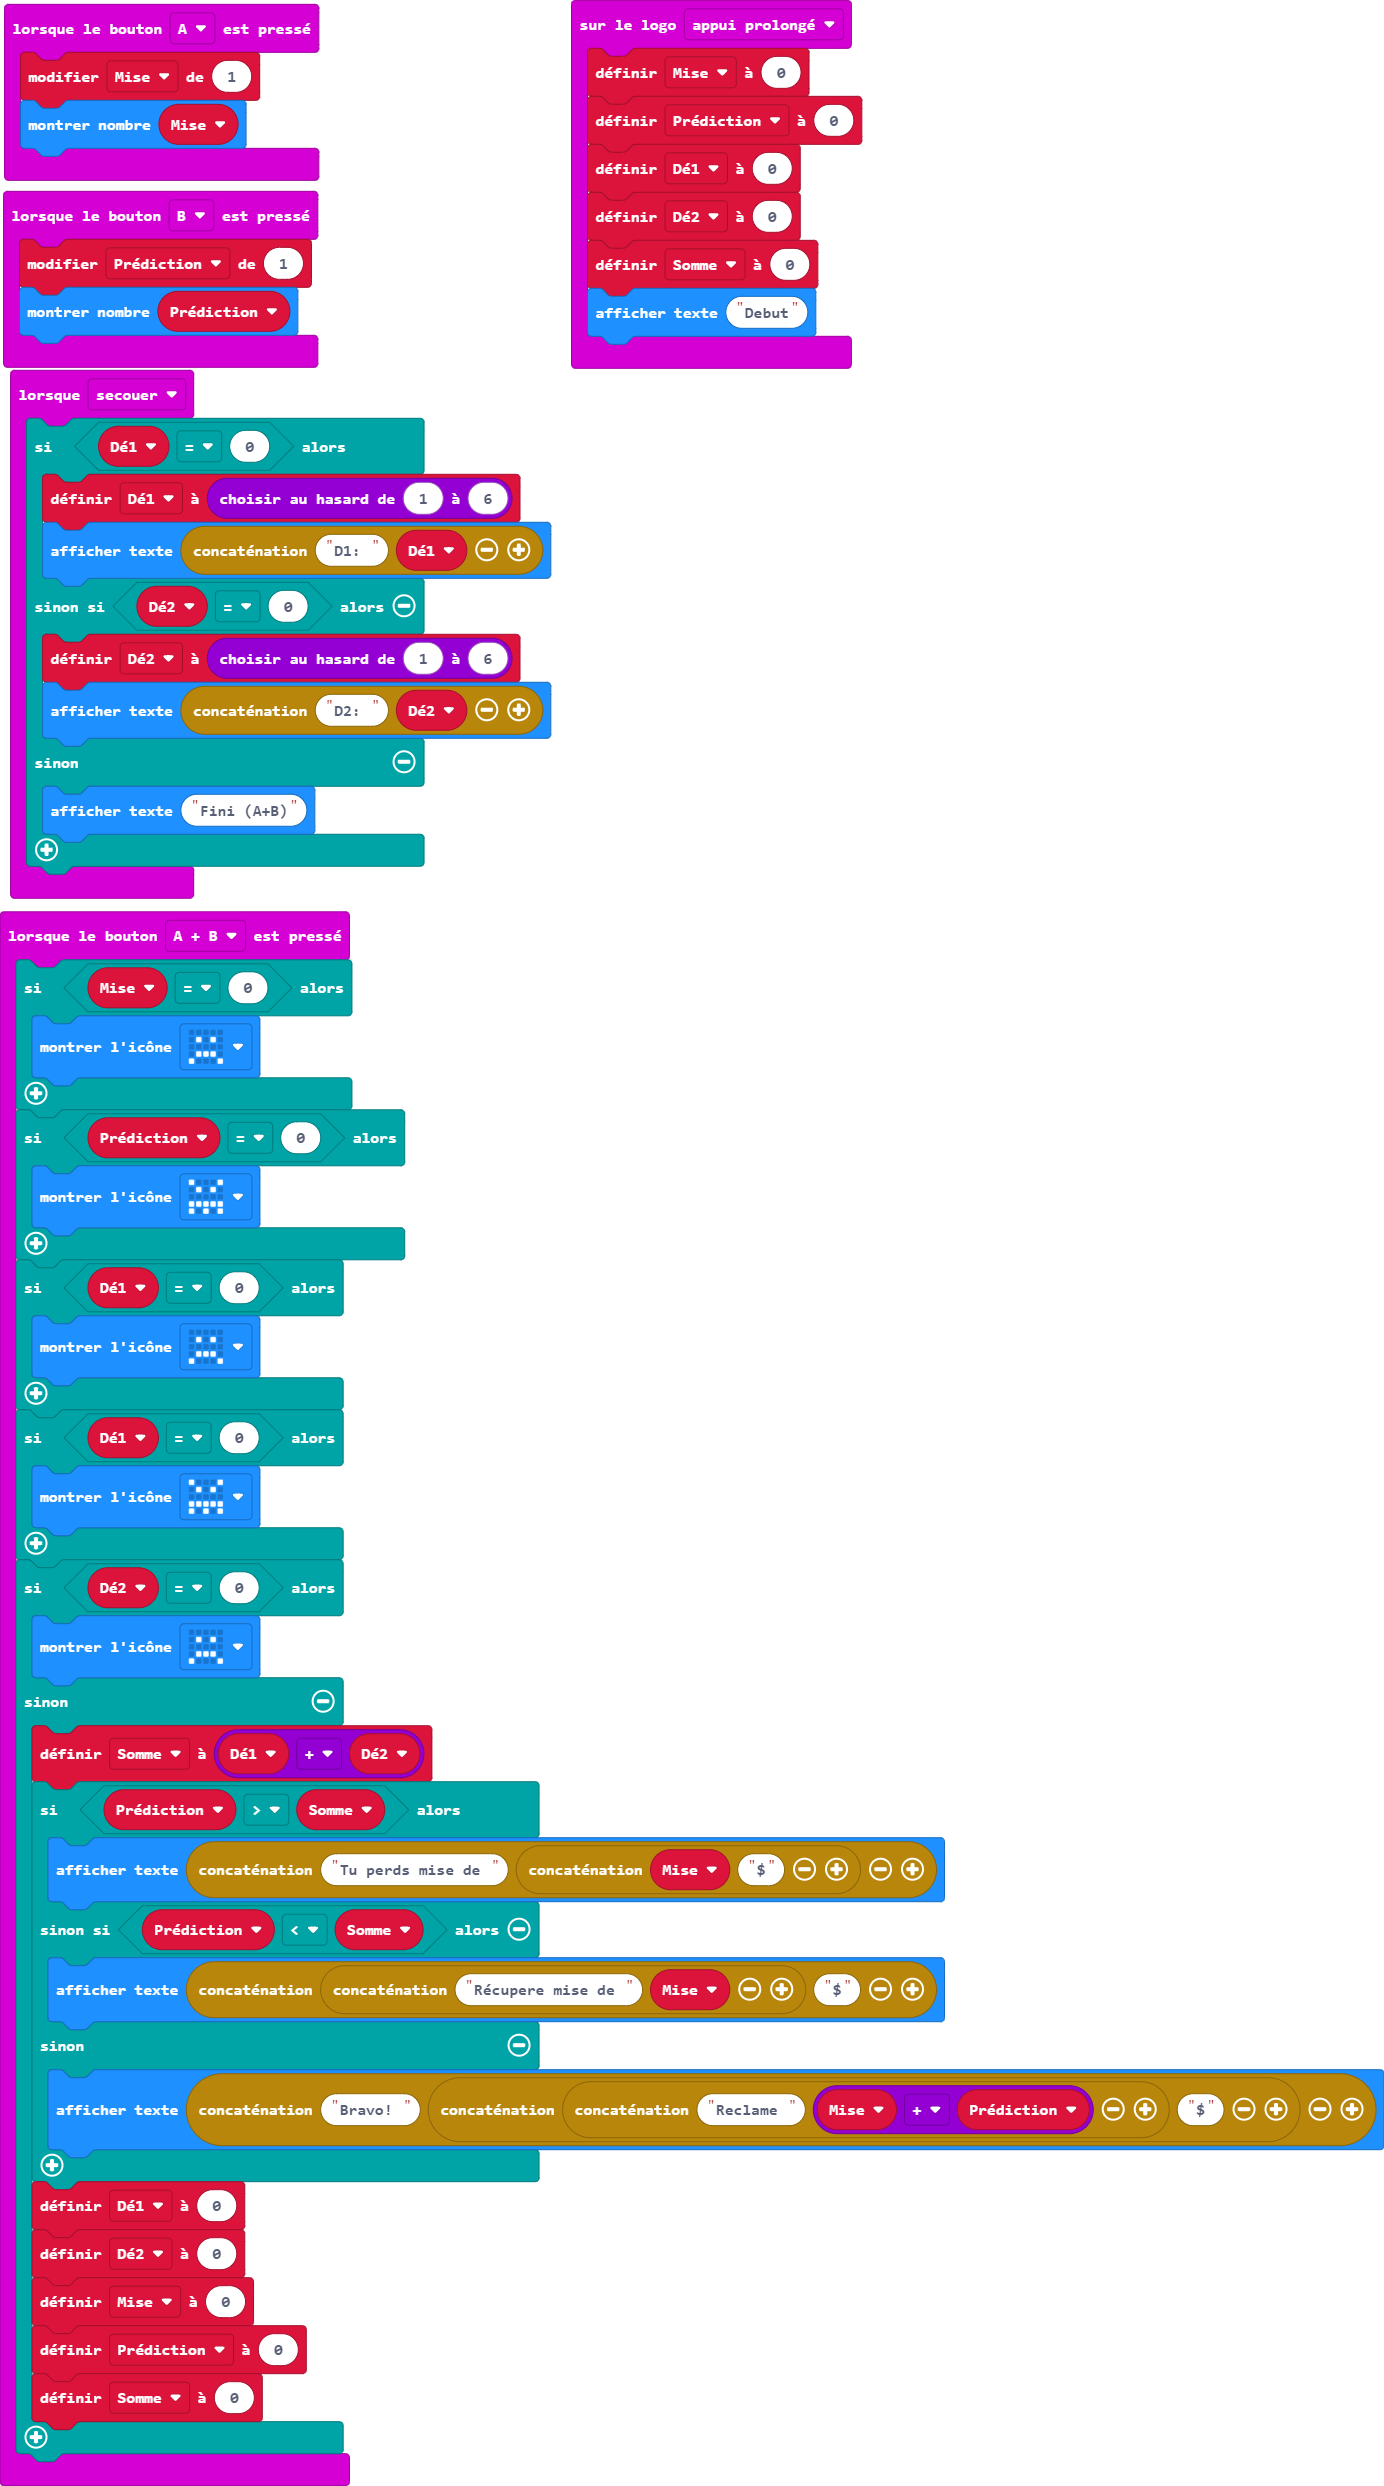 lorsque le bouton A est pressé
modifier Mise de 1
montrer nombre Mise
lorsque le bouton B est pressé
modifier Prédiction de 1
montrer nombre Prédiction
sur le logo appui prolongé
définir Mise à 0
définir Prédiction à 0
définir Dé1 à 0
définir Dé2 à 0
définir Somme à 0
afficher texte "Debut"
lorsque secouer
si Dé1 = 0 alors
définir Dé1 à choisir au hasard de 1 à 6
afficher texte concaténation "D1: " Dé1
sinon si Dé2 = 0 alors
définir Dé2 à choisir au hasard de 1 à 6
afficher texte concaténation "D2: " Dé2
sinon
afficher texte "Fini (A+B)"
lorsque le bouton A + B est pressé
si Mise = 0 alors
montrer l'icône
si Prédiction = 0 alors
montrer l'icône
si Dé1 = 0 alors
montrer l'icône
si Dé1 = 0 alors
montrer l'icône
si Dé2 = 0 alors
montrer l'icône
sinon
définir Somme à Dé1 + Dé2
si Prédiction > Somme alors
afficher texte concaténation "Tu perds mise de " concaténation Mise "$"
sinon si Prédiction < Somme alors
afficher texte concaténation concaténation "Récupere mise de " Mise "$"
sinon
afficher texte concaténation "Bravo! " concaténation concaténation "Reclame " Mise + Prédiction "$"
définir Dé1 à 0
définir Dé2 à 0
définir Mise à 0
définir Prédiction à 0
définir Somme à 0